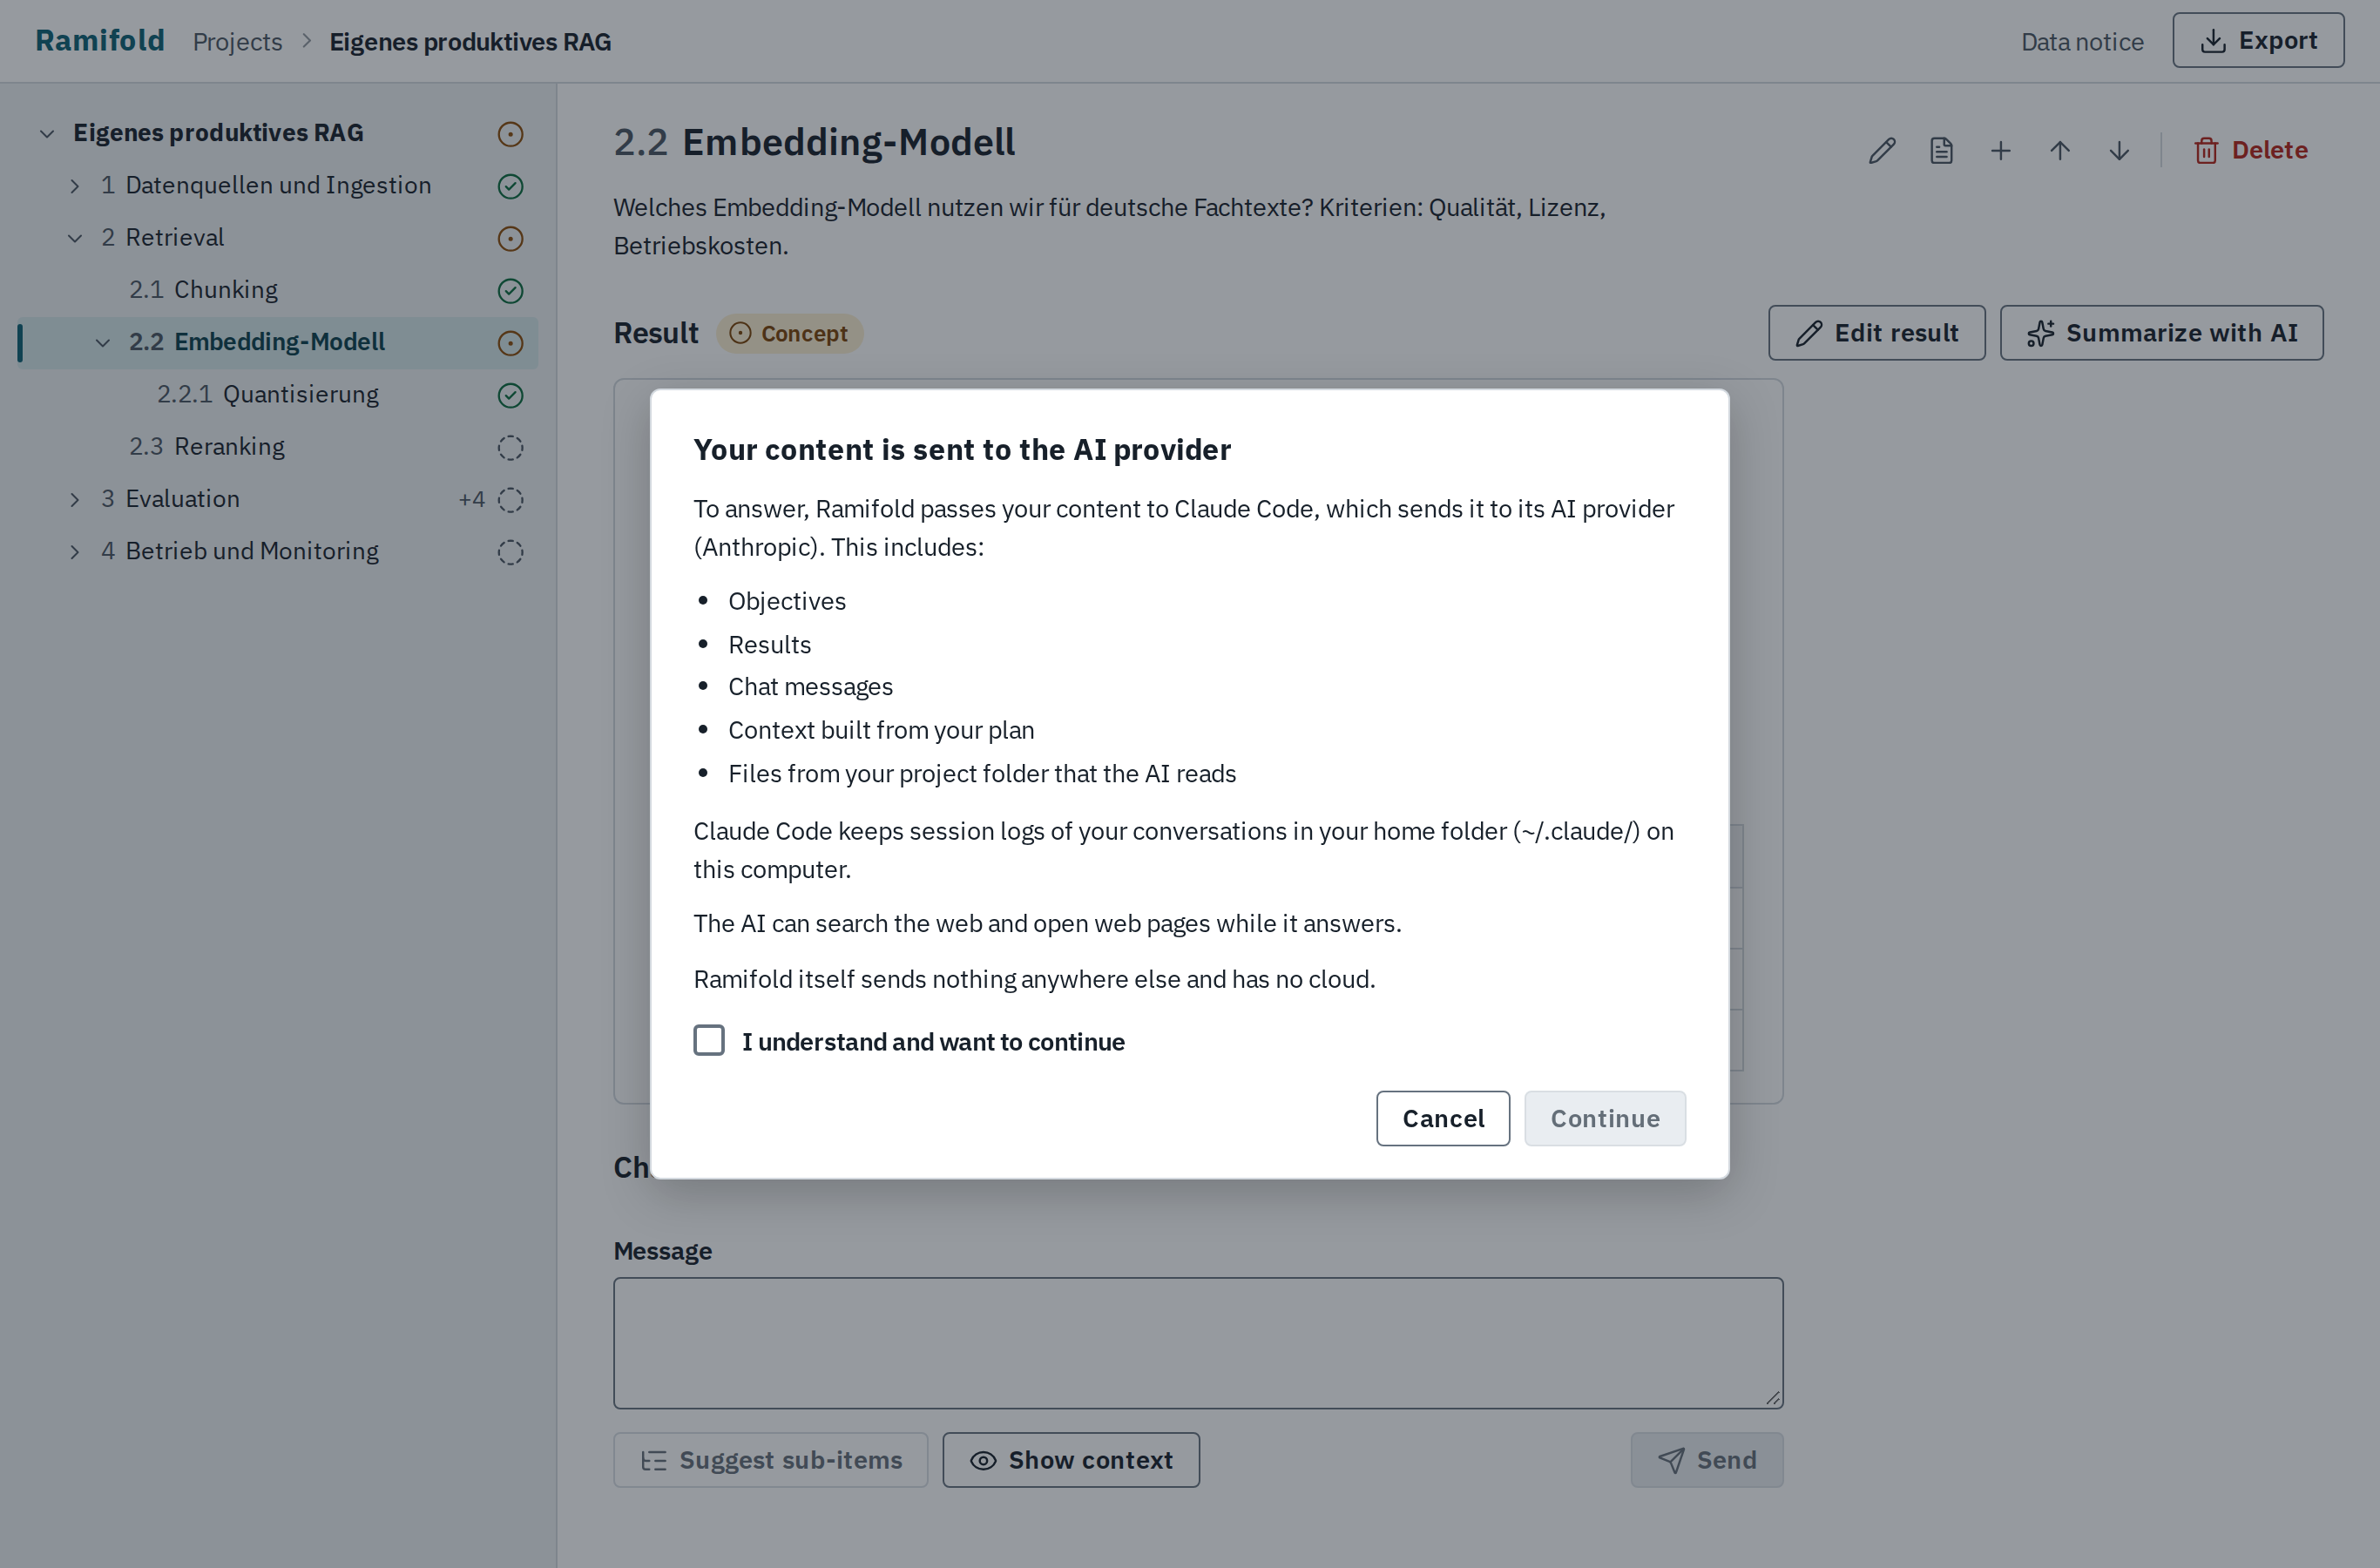 Ramifold Projects Eigenes produktives RAG Data notice Export
Eigenes produktives RAG
1 Datenquellen und Ingestion
2 Retrieval
2.1 Chunking
2.2 Embedding-Modell
2.2.1 Quantisierung
2.3 Reranking
3 Evaluation +4
4 Betrieb und Monitoring
2.2 Embedding-Modell
Delete
Welches Embedding-Modell nutzen wir für deutsche Fachtexte? Kriterien: Qualität, Lizenz,
Betriebskosten.
Result Concept Edit result Summarize with AI
Your content is sent to the AI provider
To answer, Ramifold passes your content to Claude Code, which sends it to its AI provider
(Anthropic). This includes:
• Objectives
• Results
• Chat messages
• Context built from your plan
• Files from your project folder that the AI reads
Claude Code keeps session logs of your conversations in your home folder (~/.claude/) on
this computer.
The AI can search the web and open web pages while it answers.
Ramifold itself sends nothing anywhere else and has no cloud.
I understand and want to continue
Cancel Continue
Message
Suggest sub-items Show context Send